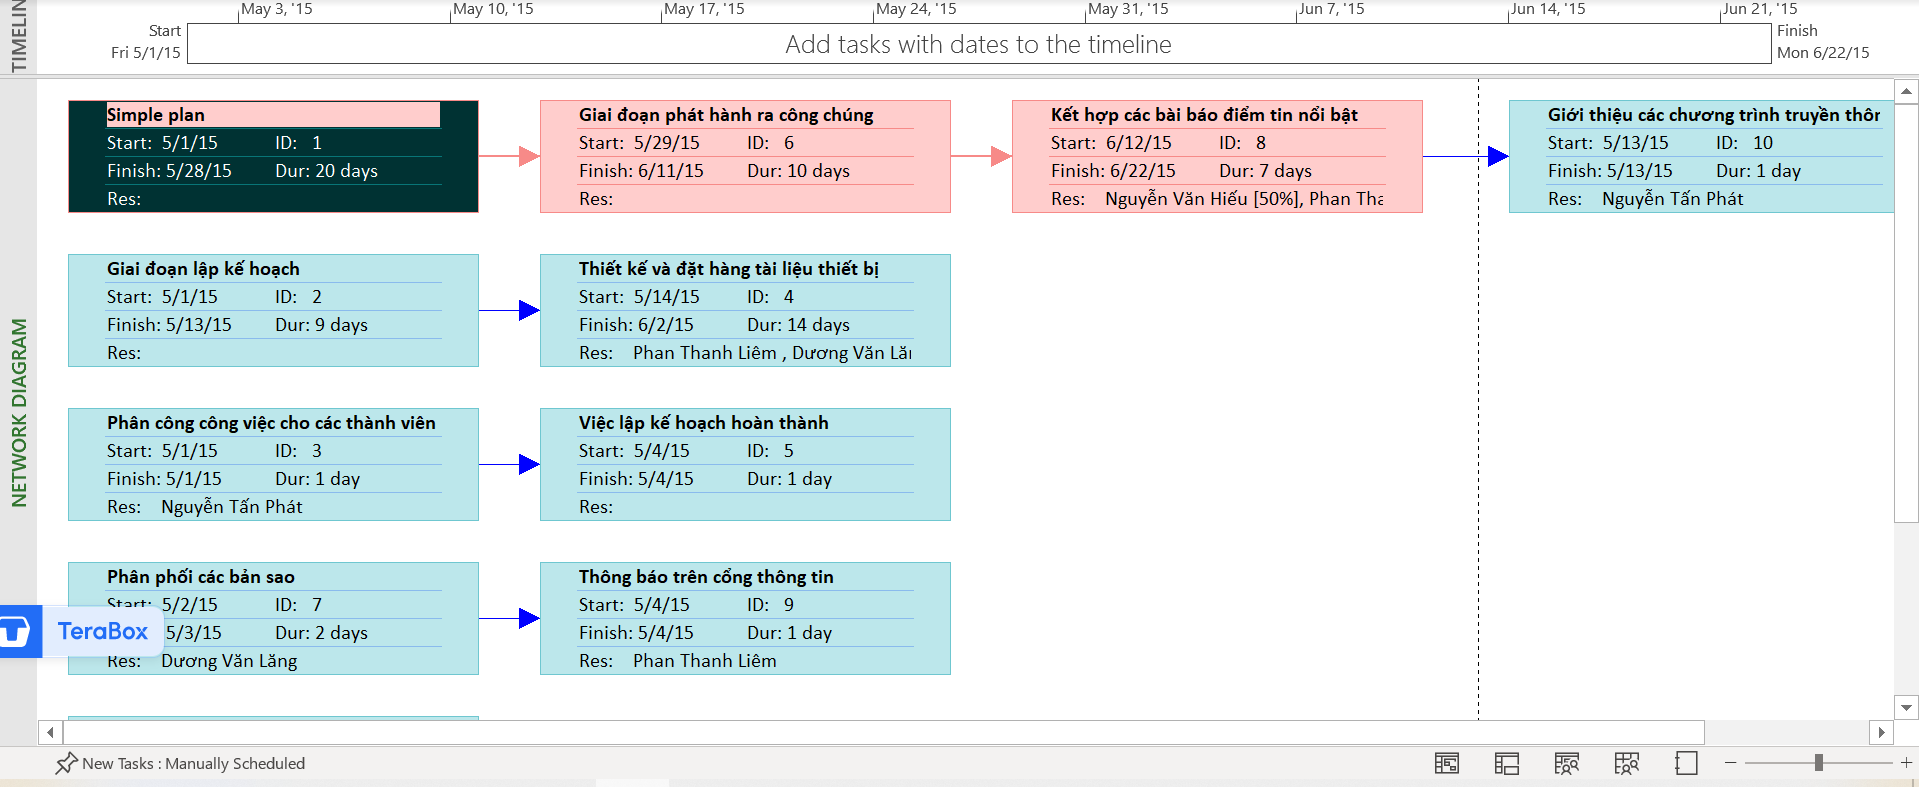 TIMELIN
May 3, '15
May 10, '15
May 17, '15
May 24, '15
May 31, '15
Jun 7, '15
Jun 14, '15
Jun 21, '15
Start
Fri 5/1/15
Add tasks with dates to the timeline
Finish
Mon 6/22/15
NETWORK DIAGRAM
Simple plan
Start: 5/1/15 ID: 1
Finish: 5/28/15 Dur: 20 days
Res:
Giai đoạn phát hành ra công chúng
Start: 5/29/15 ID: 6
Finish: 6/11/15 Dur: 10 days
Res:
Kết hợp các bài báo điểm tin nổi bật
Start: 6/12/15 ID: 8
Finish: 6/22/15 Dur: 7 days
Res: Nguyễn Văn Hiếu [50%], Phan Tha
Giới thiệu các chương trình truyền thôn
Start: 5/13/15 ID: 10
Finish: 5/13/15 Dur: 1 day
Res: Nguyễn Tấn Phát
Giai đoạn lập kế hoạch
Start: 5/1/15 ID: 2
Finish: 5/13/15 Dur: 9 days
Res:
Thiết kế và đặt hàng tài liệu thiết bị
Start: 5/14/15 ID: 4
Finish: 6/2/15 Dur: 14 days
Res: Phan Thanh Liêm , Dương Văn Lăn
Phân công công việc cho các thành viên
Start: 5/1/15 ID: 3
Finish: 5/1/15 Dur: 1 day
Res: Nguyễn Tấn Phát
Việc lập kế hoạch hoàn thành
Start: 5/4/15 ID: 5
Finish: 5/4/15 Dur: 1 day
Res:
Phân phối các bản sao
Start: 5/2/15 ID: 7
5/3/15 Dur: 2 days
Res: Dương Văn Lăng
TeraBox
Thông báo trên cổng thông tin
Start: 5/4/15 ID: 9
Finish: 5/4/15 Dur: 1 day
Res: Phan Thanh Liêm
New Tasks : Manually Scheduled